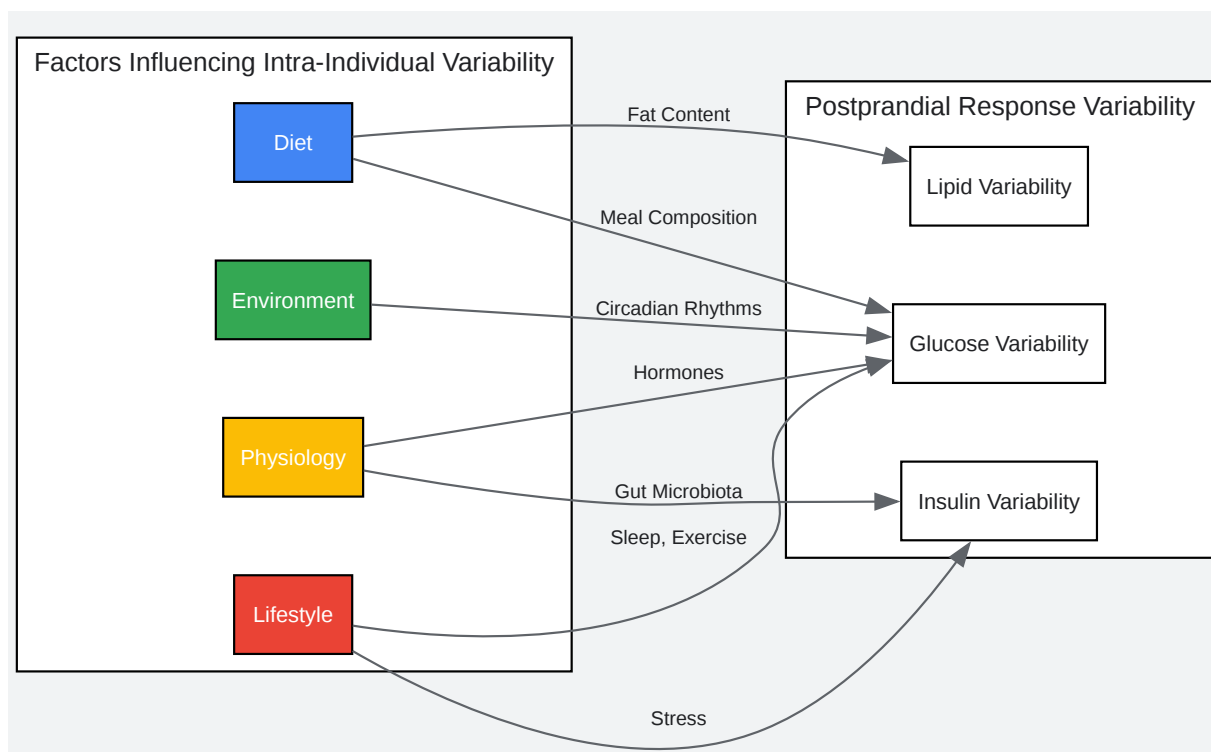 Factors Influencing Intra-Individual Variability
Diet
Environment
Physiology
Lifestyle
Fat Content
Meal Composition
Circadian Rhythms
Hormones
Gut Microbiota
Sleep, Exercise
Stress
Postprandial Response Variability
Lipid Variability
Glucose Variability
Insulin Variability